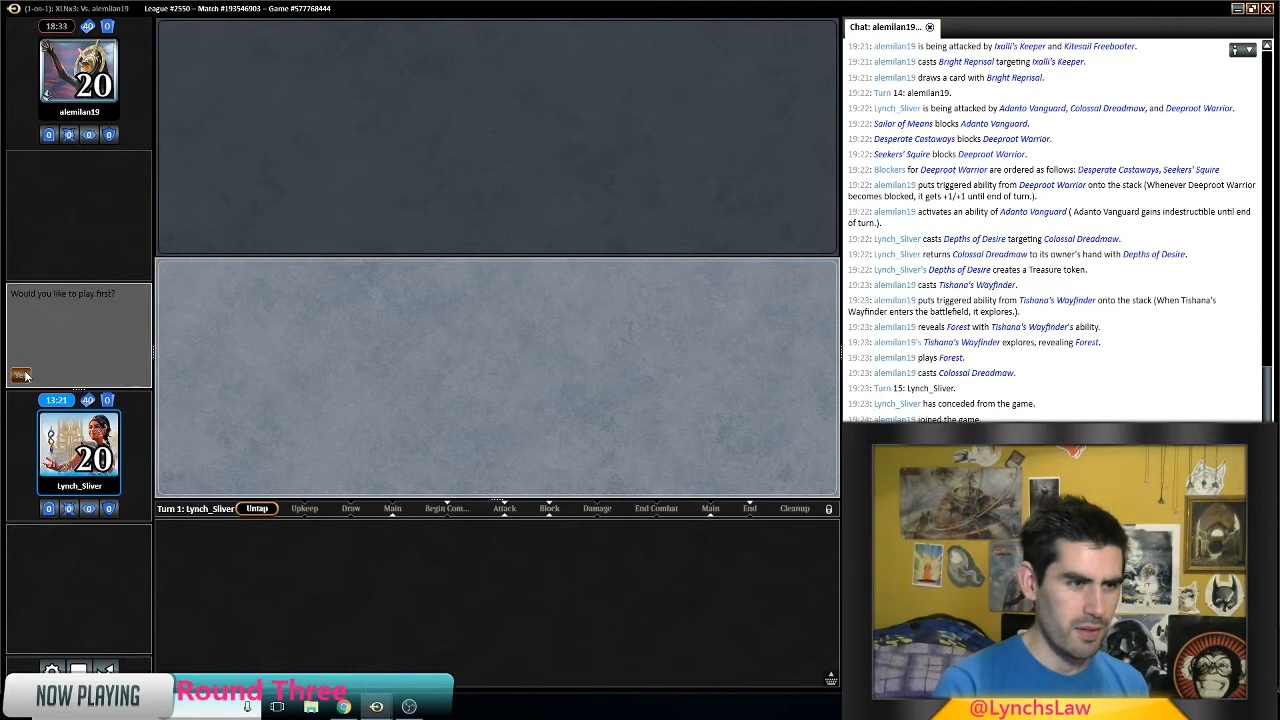 (1-on-1): XLNx3: Vs. alemilan19 League #2550 – Match #193546903 – Game #577768444
18:33 40 0
20
alemilan19
0 0 0 0
Would you like to play first?
13:21 40 0
20
Lynch_Sliver
0 0 0 0
Turn 1: Lynch_Sliver Untap Upkeep Draw Main Begin Com... Attack Block Damage End Combat Main End Cleanup
Chat: alemilan19...
19:21: alemilan19 is being attacked by Ixalli's Keeper and Kitesail Freebooter.
19:21: alemilan19 casts Bright Reprisal targeting Ixalli's Keeper.
19:21: alemilan19 draws a card with Bright Reprisal.
19:22: Turn 14: alemilan19.
19:22: Lynch_Sliver is being attacked by Adanto Vanguard, Colossal Dreadmaw, and Deeproot Warrior.
19:22: Sailor of Means blocks Adanto Vanguard.
19:22: Desperate Castaways blocks Deeproot Warrior.
19:22: Seekers' Squire blocks Deeproot Warrior.
19:22: Blockers for Deeproot Warrior are ordered as follows: Desperate Castaways, Seekers' Squire
19:22: alemilan19 puts triggered ability from Deeproot Warrior onto the stack (Whenever Deeproot Warrior
becomes blocked, it gets +1/+1 until end of turn.).
19:22: alemilan19 activates an ability of Adanto Vanguard ( Adanto Vanguard gains indestructible until end
of turn.).
19:22: Lynch_Sliver casts Depths of Desire targeting Colossal Dreadmaw.
19:22: Lynch_Sliver returns Colossal Dreadmaw to its owner's hand with Depths of Desire.
19:22: Lynch_Sliver's Depths of Desire creates a Treasure token.
19:23: alemilan19 casts Tishana's Wayfinder.
19:23: alemilan19 puts triggered ability from Tishana's Wayfinder onto the stack (When Tishana's
Wayfinder enters the battlefield, it explores.).
19:23: alemilan19 reveals Forest with Tishana's Wayfinder's ability.
19:23: alemilan19's Tishana's Wayfinder explores, revealing Forest.
19:23: alemilan19 plays Forest.
19:23: alemilan19 casts Colossal Dreadmaw.
19:23: Turn 15: Lynch_Sliver.
19:23: Lynch_Sliver has conceded from the game.
19:24: alemilan19 joined the game.
NOW PLAYING
Round Three
@LynchsLaw